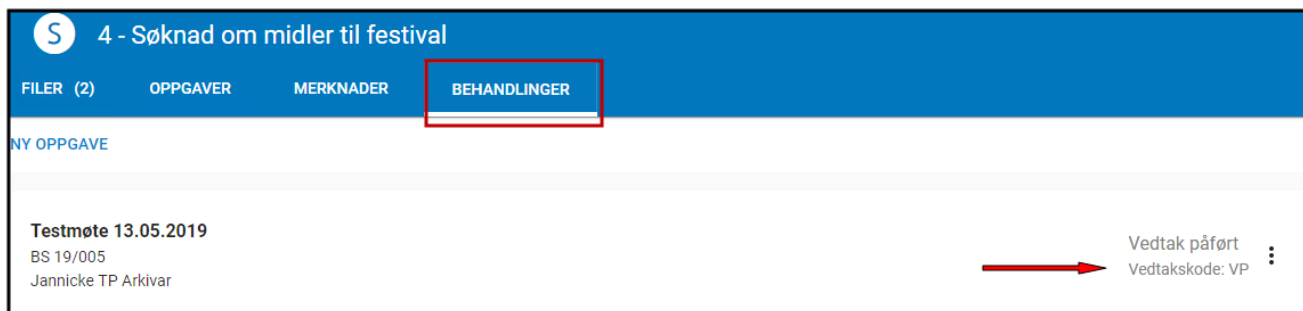 S 4 - Søknad om midler til festival
FILER (2) OPPGAVER MERKNADER BEHANDLINGER
NY OPPGAVE
Testmøte 13.05.2019
BS 19/005
Jannicke TP Arkivar
Vedtak påført
Vedtakskode: VP